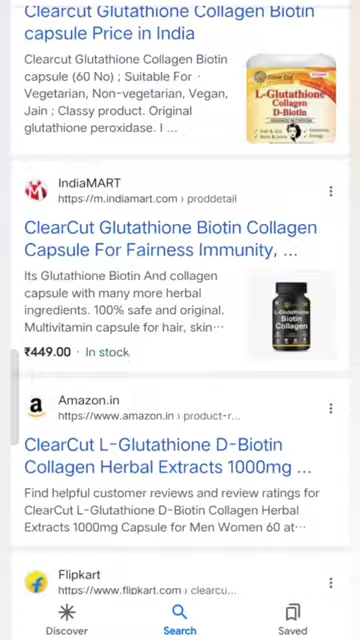 Clearcut Glutathione Collagen Biotin
capsule Price in India
Clearcut Glutathione Collagen Biotin
capsule (60 No) ; Suitable For ·
Vegetarian, Non-vegetarian, Vegan,
Jain ; Classy product. Original
glutathione peroxidase. I ...
Clear Cut
L-Glutathione
Collagen
D-Biotin
IndiaMART
https://m.indiamart.com › proddetail
ClearCut Glutathione Biotin Collagen
Capsule For Fairness Immunity, ...
Its Glutathione Biotin And collagen
capsule with many more herbal
ingredients. 100% safe and original.
Multivitamin capsule for hair, skin···
₹449.00 · In stock
L-Glutathione
Biotin
Collagen
Amazon.in
https://www.amazon.in › product-r...
ClearCut L-Glutathione D-Biotin
Collagen Herbal Extracts 1000mg ...
Find helpful customer reviews and review ratings for
ClearCut L-Glutathione D-Biotin Collagen Herbal
Extracts 1000mg Capsule for Men Women 60 at···
Flipkart
https://www.flipkart.com › clearcu...
Discover
Search
Saved